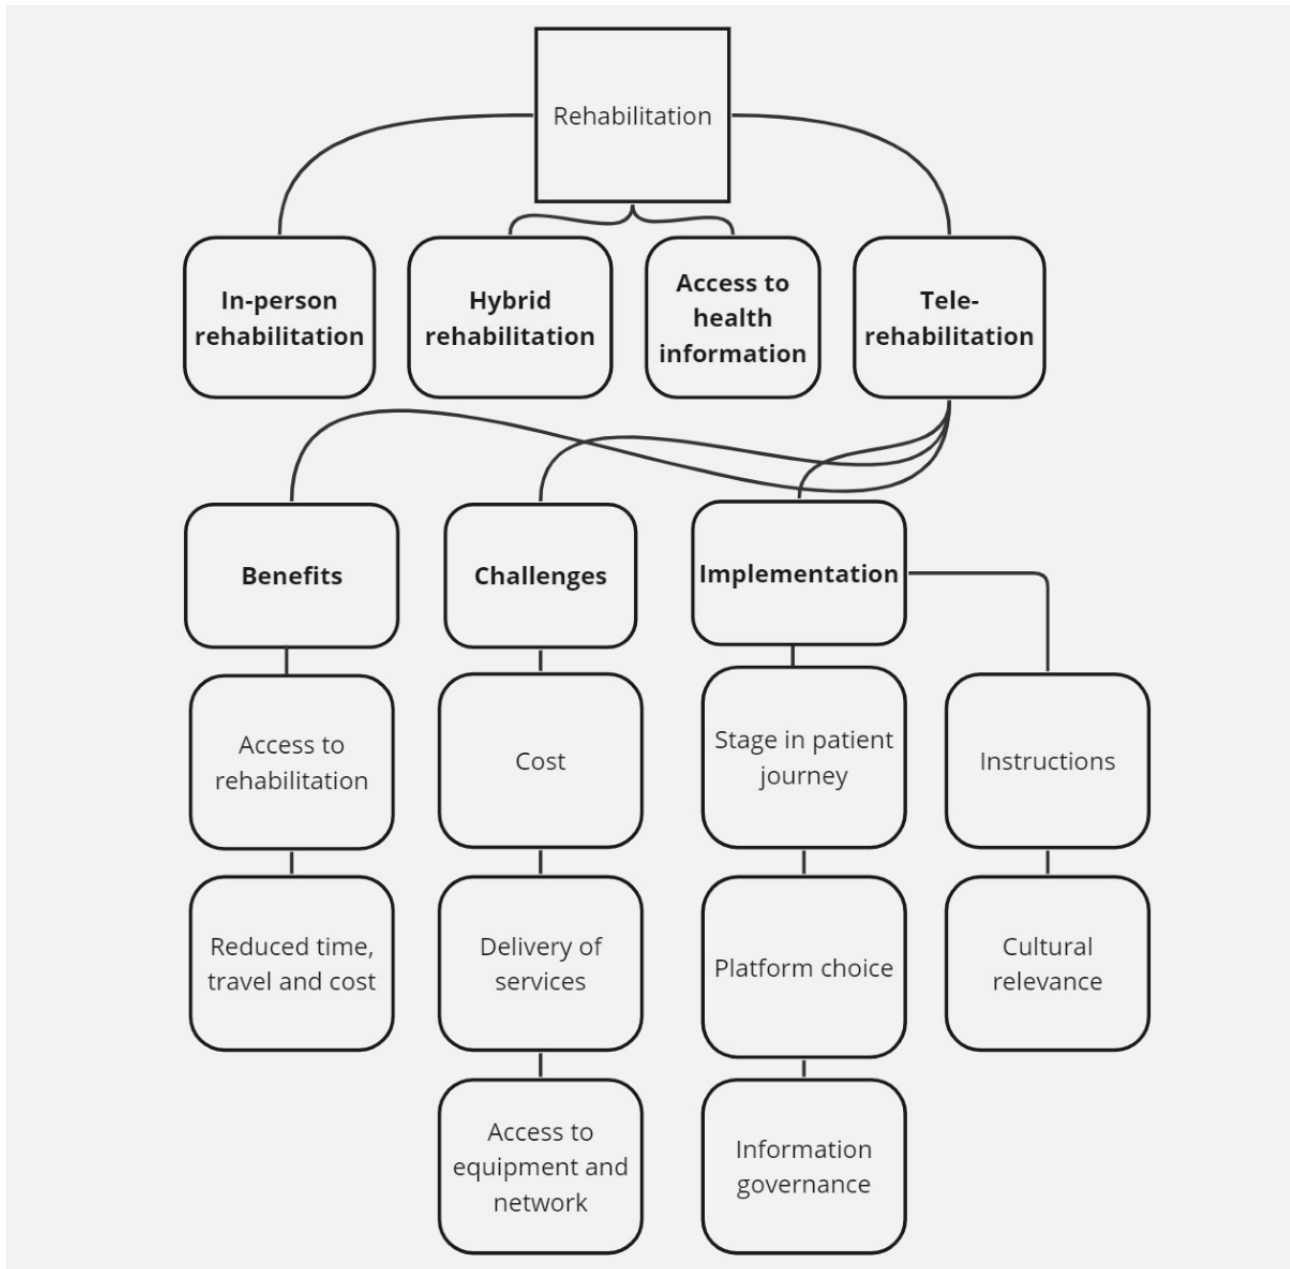 Rehabilitation
In-person
rehabilitation
Hybrid
rehabilitation
Access to
health
information
Tele-
rehabilitation
Benefits
Challenges
Implementation
Access to
rehabilitation
Cost
Stage in patient
journey
Instructions
Reduced time,
travel and cost
Delivery of
services
Platform choice
Cultural
relevance
Access to
equipment and
network
Information
governance